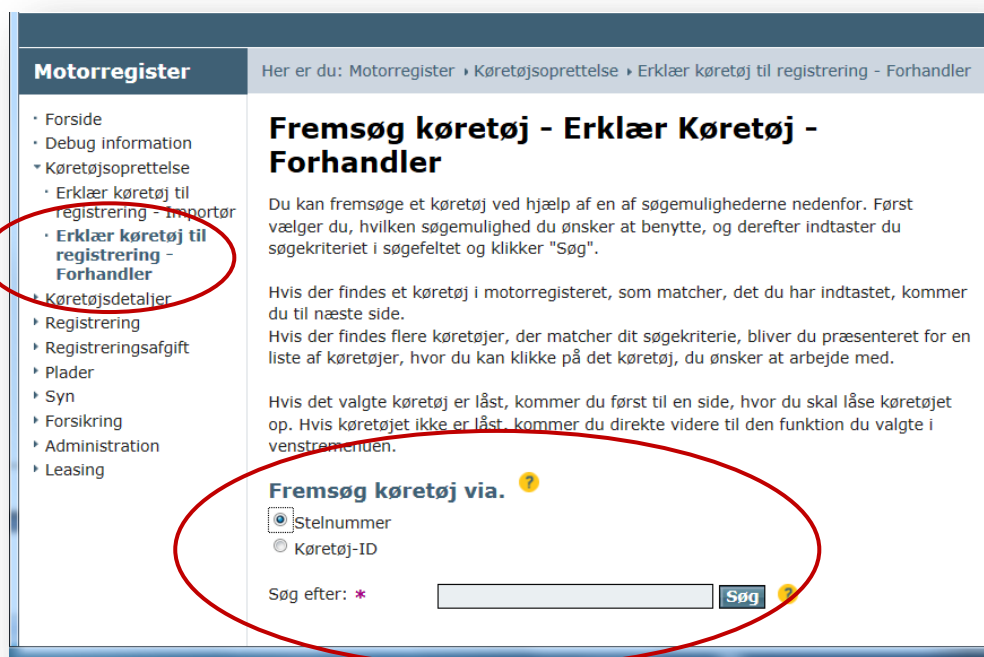 Motorregister
Her er du: Motorregister › Køretøjsoprettelse › Erklær køretøj til registrering - Forhandler
Forside
Debug information
Køretøjsoprettelse
Erklær køretøj til
registrering - Importør
Erklær køretøj til
registrering -
Forhandler
Køretøjsdetaljer
Registrering
Registreringsafgift
Plader
Syn
Forsikring
Administration
Leasing
Fremsøg køretøj - Erklær Køretøj -
Forhandler
Du kan fremsøge et køretøj ved hjælp af en af søgemulighederne nedenfor. Først
vælger du, hvilken søgemulighed du ønsker at benytte, og derefter indtaster du
søgekriteriet i søgefeltet og klikker "Søg".
Hvis der findes et køretøj i motorregisteret, som matcher, det du har indtastet, kommer
du til næste side.
Hvis der findes flere køretøjer, der matcher dit søgekriterie, bliver du præsenteret for en
liste af køretøjer, hvor du kan klikke på det køretøj, du ønsker at arbejde med.
Hvis det valgte køretøj er låst, kommer du først til en side, hvor du skal låse køretøjet
op. Hvis køretøjet ikke er låst, kommer du direkte videre til den funktion du valgte i
venstremenuen.
Fremsøg køretøj via. ?
Stelnummer
Køretøj-ID
Søg efter: * Søg ?